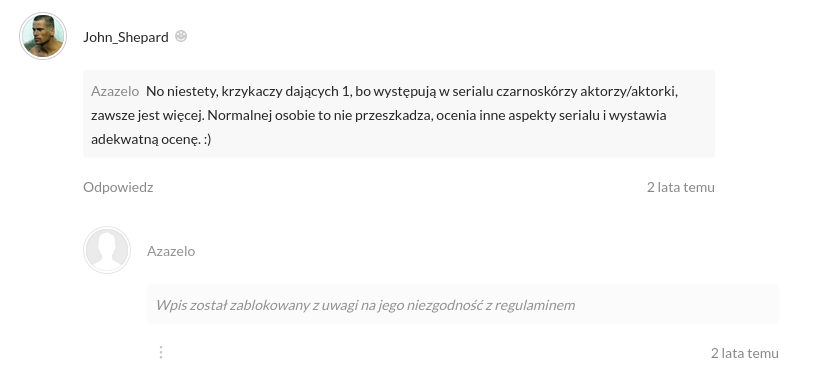 John_Shepard
Azazelo No niestety, krzykaczy dających 1, bo występują w serialu czarnoskórzy aktorzy/aktorki,
zawsze jest więcej. Normalnej osobie to nie przeszkadza, ocenia inne aspekty serialu i wystawia
adekwatną ocenę. :)
Odpowiedz 2 lata temu
Azazelo
Wpis został zablokowany z uwagi na jego niezgodność z regulaminem
2 lata temu